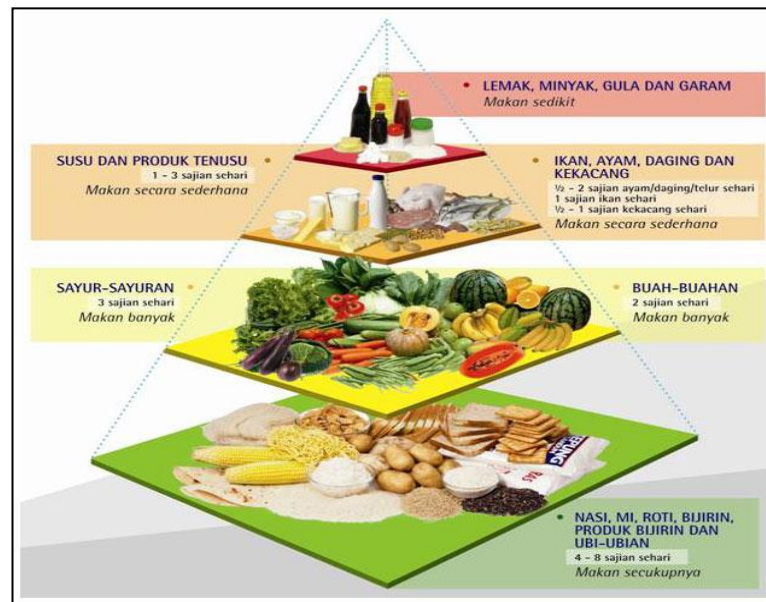 LEMAK, MINYAK, GULA DAN GARAM
Makan sedikit
SUSU DAN PRODUK TENUSU
1 – 3 sajian sehari
Makan secara sederhana
IKAN, AYAM, DAGING DAN
KEKACANG
½ – 2 sajian ayam/daging/telur sehari
1 sajian ikan sehari
½ – 1 sajian kekacang sehari
Makan secara sederhana
SAYUR-SAYURAN
3 sajian sehari
Makan banyak
BUAH-BUAHAN
2 sajian sehari
Makan banyak
TEPUNG
NASI, MI, ROTI, BIJIRIN,
PRODUK BIJIRIN DAN
UBI-UBIAN
4 – 8 sajian sehari
Makan secukupnya